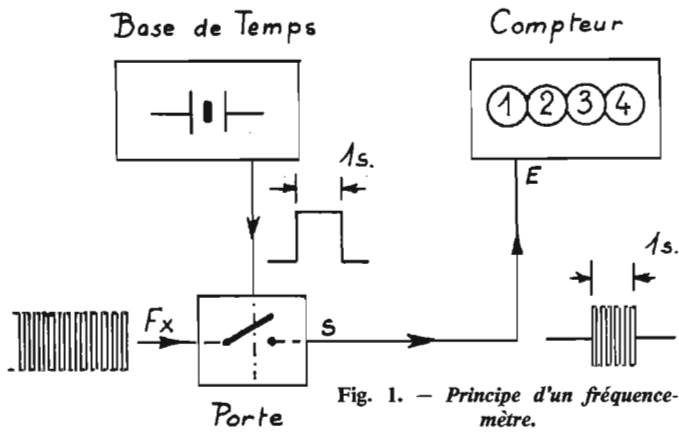 Base de Temps
Compteur
1 2 3 4
1s.
E
1s.
Fx
S
Porte
Fig. 1. — Principe d'un fréquence-
mètre.